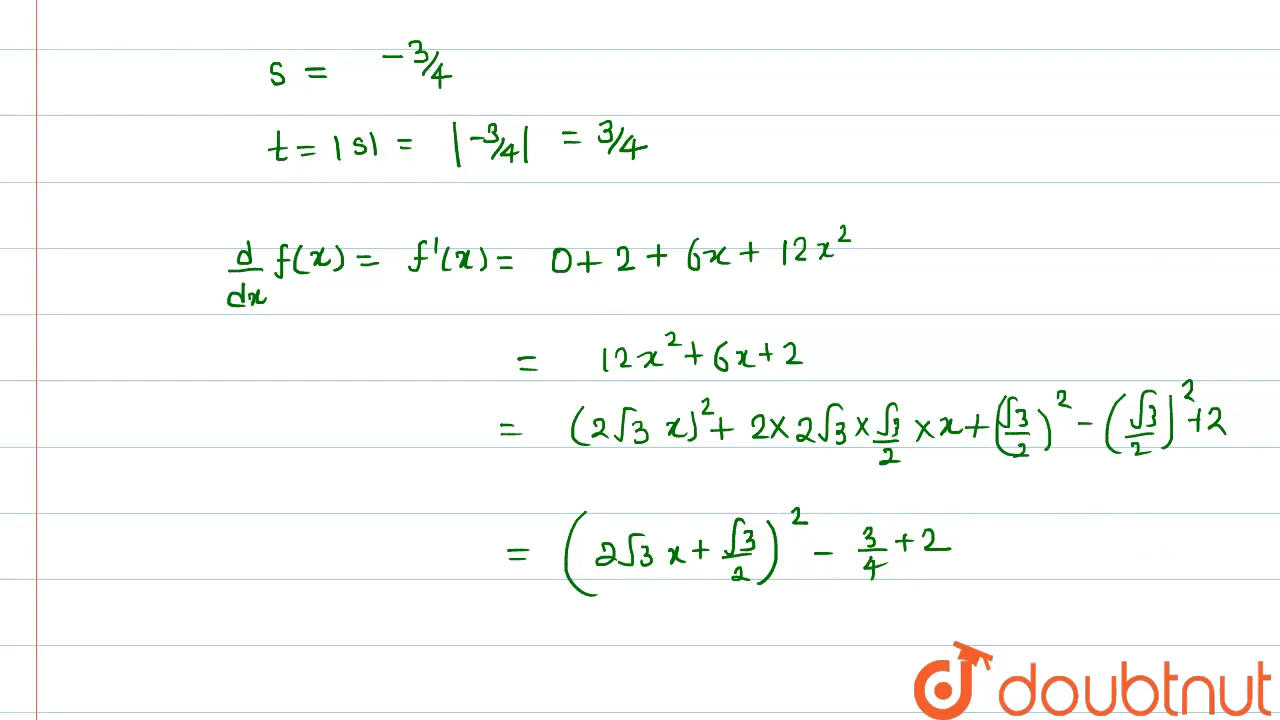 s = -3/4
t = |s| = |-3/4| = 3/4
d/dx f(x) = f'(x) = 0 + 2 + 6x + 12x²
= 12x² + 6x + 2
= (2√3 x)² + 2 × 2√3 × √3/2 × x + (√3/2)² - (√3/2)² + 2
= (2√3 x + √3/2)² - 3/4 + 2
doubtnut